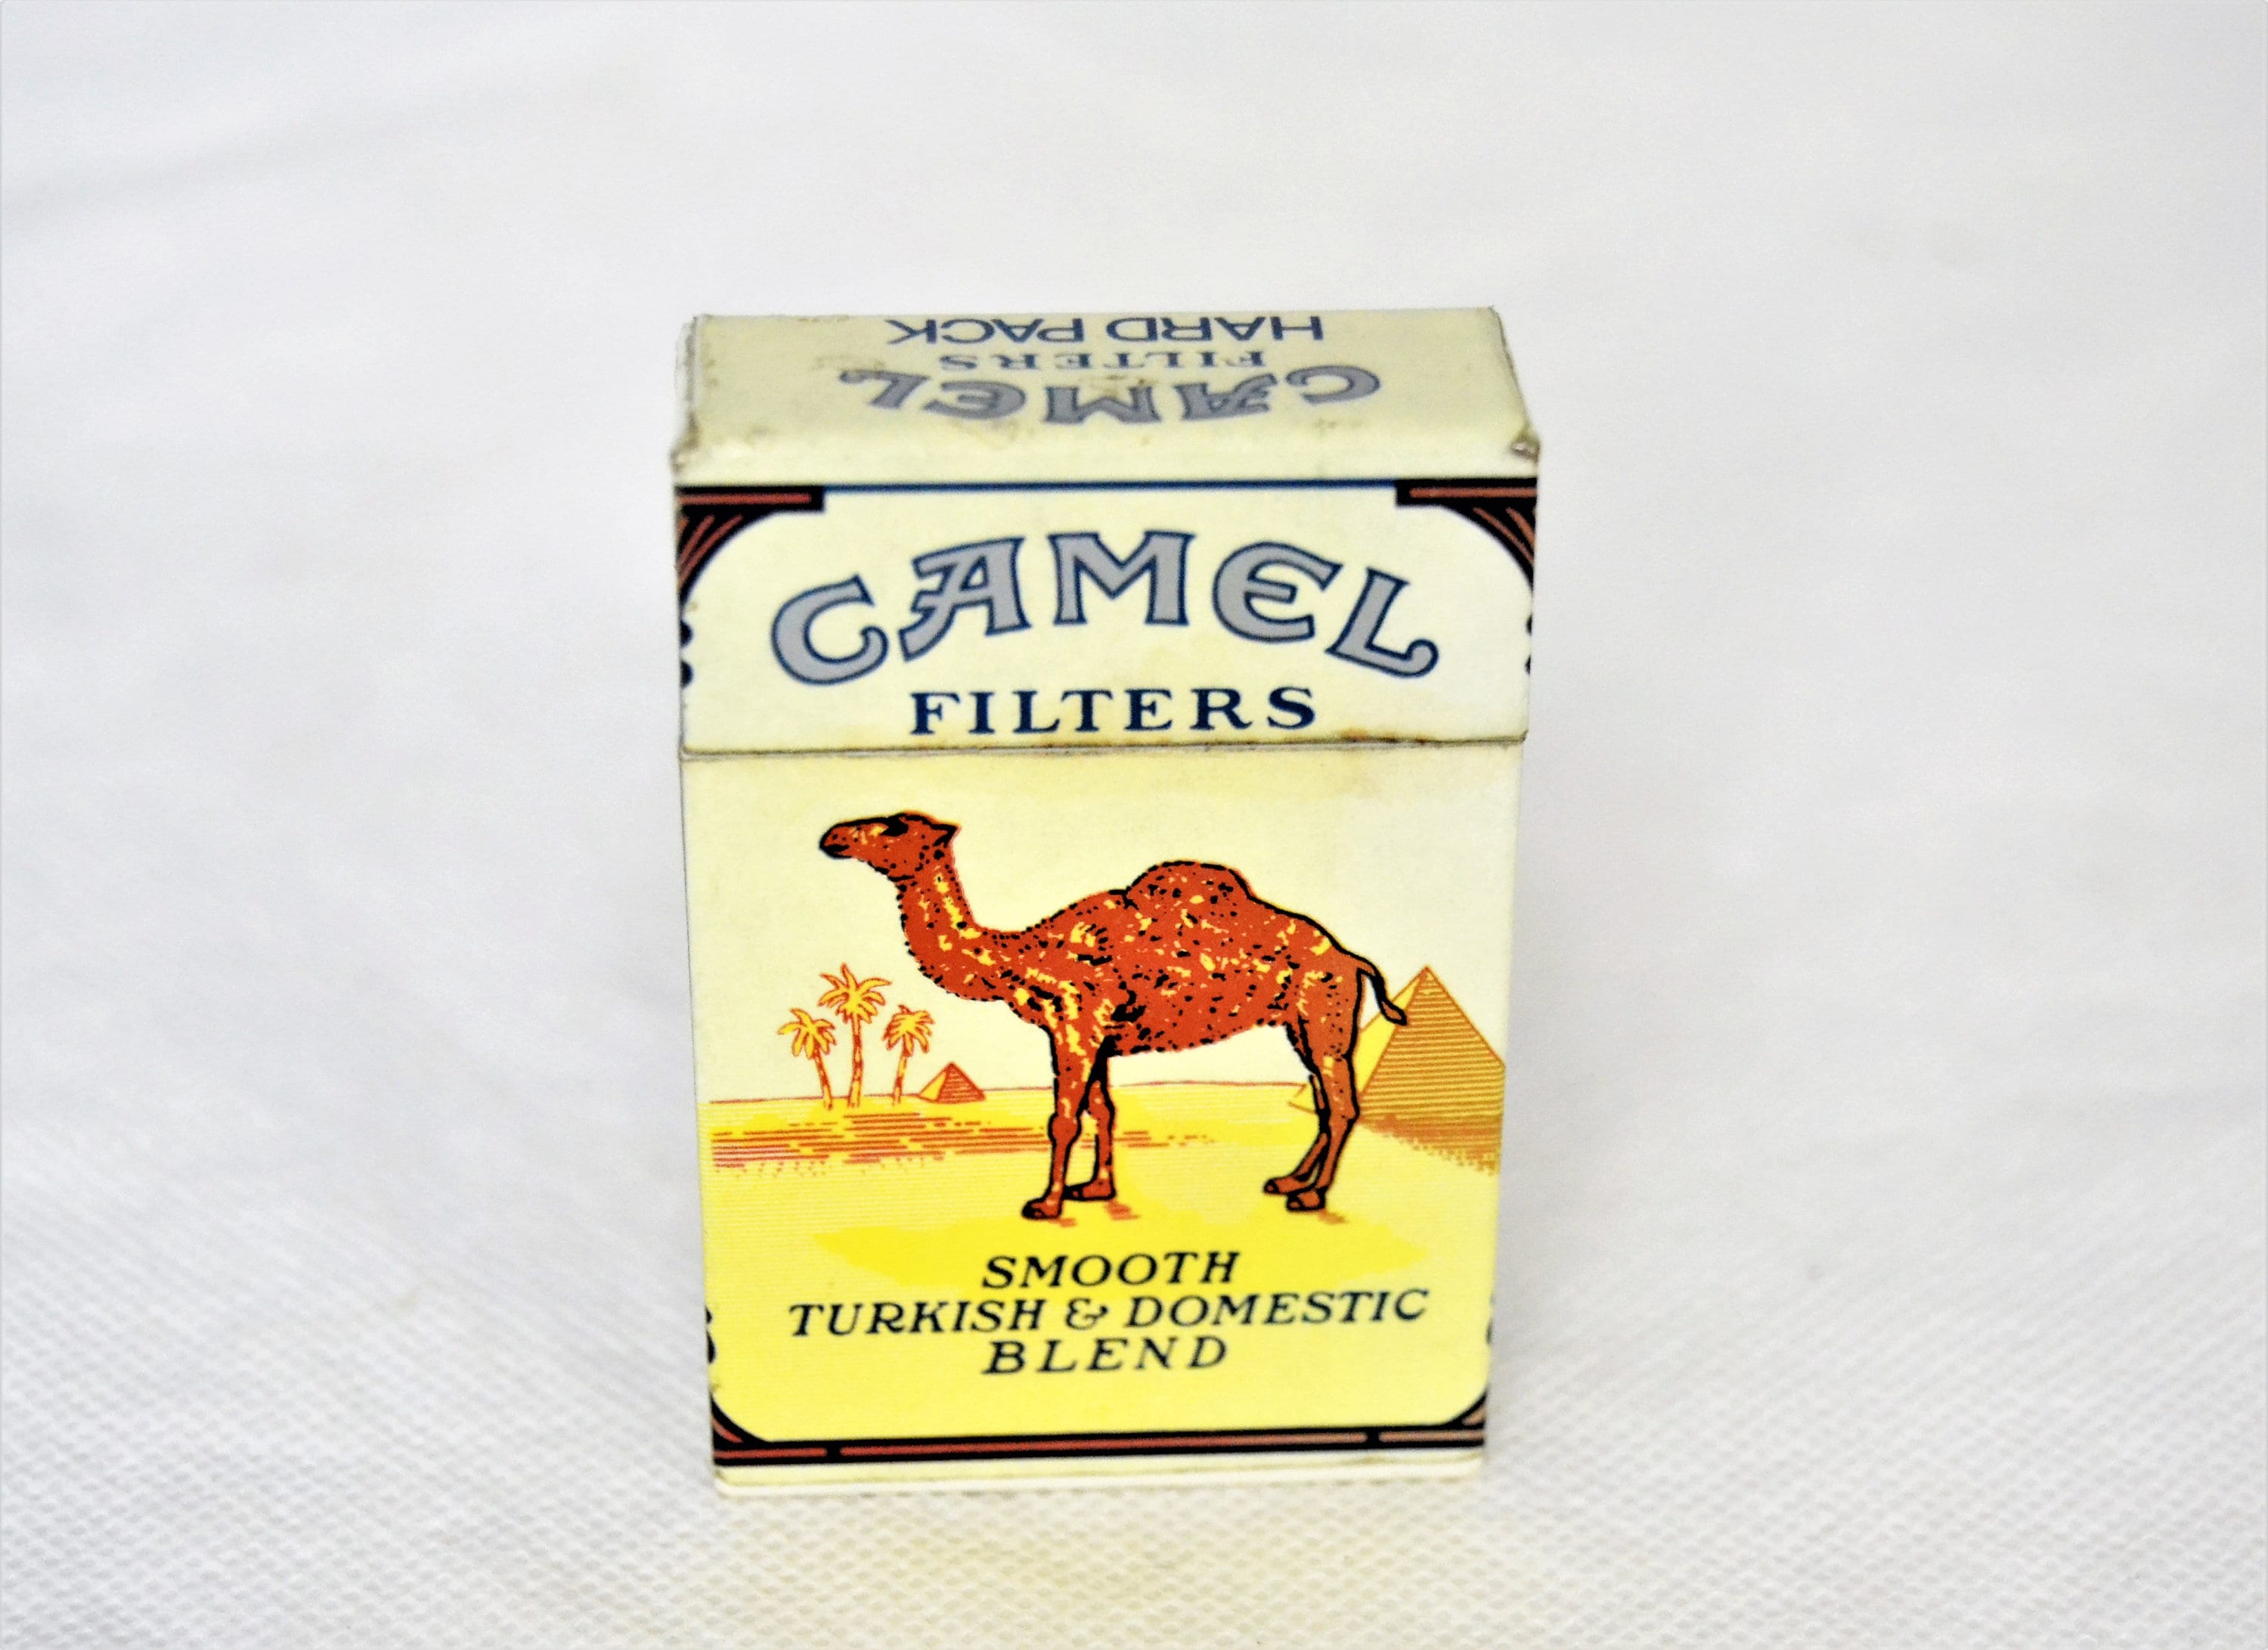 HARD PACK
FILTERS
CAMEL
CAMEL
FILTERS
SMOOTH
TURKISH & DOMESTIC
BLEND